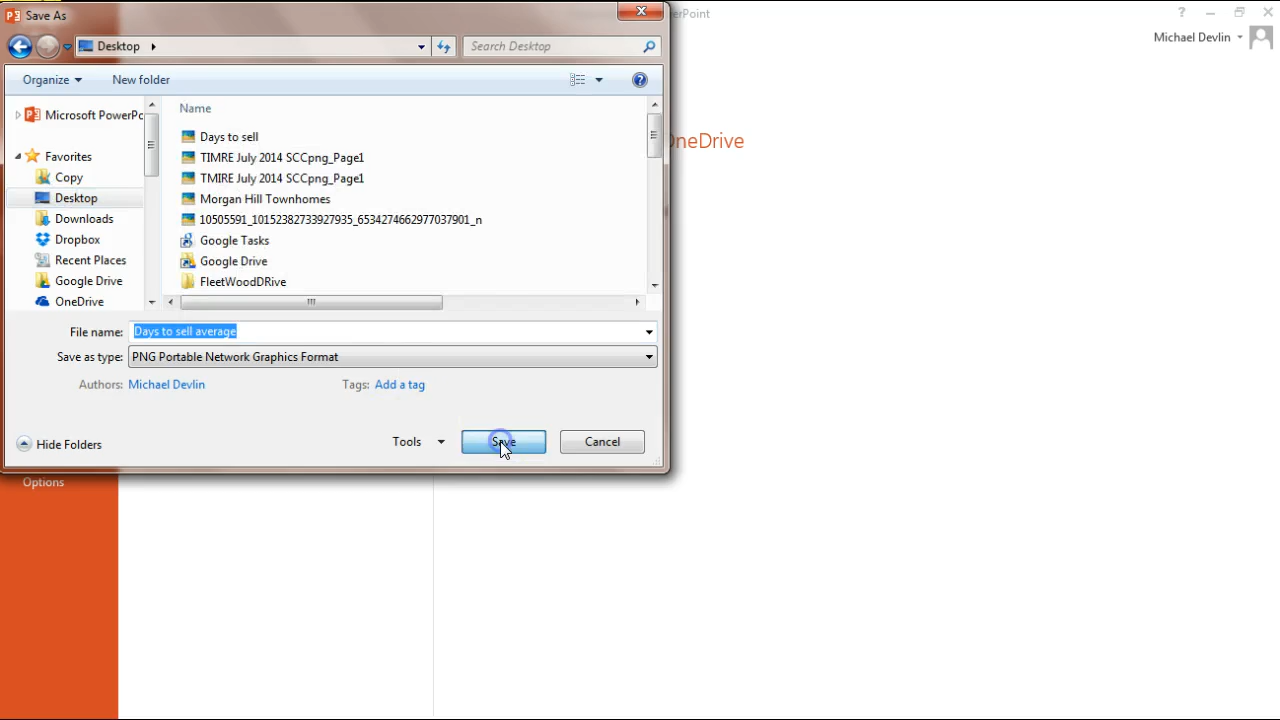 Save As
erPoint
?
Michael Devlin
Desktop
Search Desktop
Organize
New folder
?
Microsoft PowerPc
Favorites
Copy
Desktop
Downloads
Dropbox
Recent Places
Google Drive
OneDrive
Name
Days to sell
TIMRE July 2014 SCCpng_Page1
TMIRE July 2014 SCCpng_Page1
Morgan Hill Townhomes
10505591_10152382733927935_6534274662977037901_n
Google Tasks
Google Drive
FleetWoodDRive
OneDrive
File name: Days to sell average
Save as type: PNG Portable Network Graphics Format
Authors: Michael Devlin
Tags: Add a tag
Hide Folders
Tools
Save
Cancel
Options